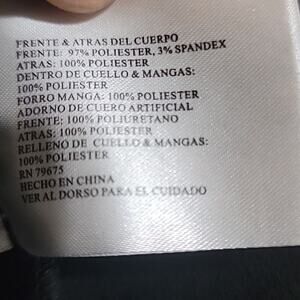 FRENTE & ATRAS DEL CUERPO
FRENTE: 97% POLIESTER, 3% SPANDEX
ATRAS: 100% POLIESTER
DENTRO DE CUELLO & MANGAS:
100% POLIESTER
FORRO MANGA: 100% POLIESTER
ADORNO DE CUERO ARTIFICIAL
FRENTE: 100% POLIURETANO
ATRAS: 100% POLIESTER
RELLENO DE CUELLO & MANGAS:
100% POLIESTER
RN 79675
HECHO EN CHINA
VER AL DORSO PARA EL CUIDADO